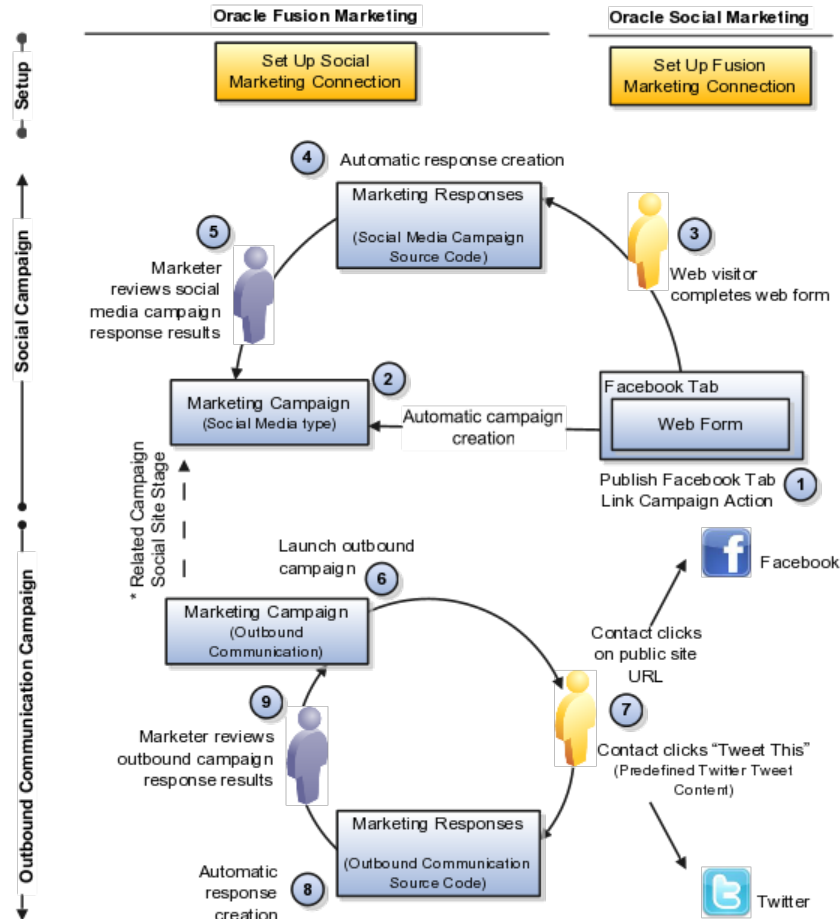 Oracle Fusion Marketing
Oracle Social Marketing
Setup
Set Up Social
Marketing Connection
Set Up Fusion
Marketing Connection
Social Campaign
4
Automatic response creation
Marketing Responses
(Social Media Campaign
Source Code)
5
Marketer
reviews social
media campaign
response results
3
Web visitor
completes web form
2
Marketing Campaign
(Social Media type)
Automatic campaign
creation
Facebook Tab
Web Form
Publish Facebook Tab
Link Campaign Action
1
* Related Campaign
Social Site Stage
Outbound Communication Campaign
Launch outbound
campaign
6
Marketing Campaign
(Outbound
Communication)
f
Facebook
Contact clicks
on public site
URL
7
Contact clicks “Tweet This”
(Predefined Twitter Tweet
Content)
9
Marketer reviews
outbound campaign
response results
Marketing Responses
(Outbound Communication
Source Code)
Automatic
response
creation
8
t
Twitter